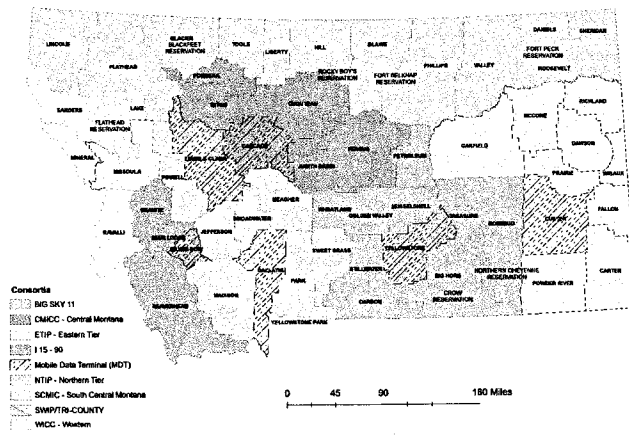 DANIELS SHERIDAN
LINCOLN GLACIER TOOLE LIBERTY HILL BLAINE
BLACKFEET RESERVATION
FLATHEAD PHILLIPS VALLEY FORT PECK RESERVATION ROOSEVELT
PONDERA ROCKY BOY'S RESERVATION FORT BELKNAP RESERVATION
TETON CHOUTEAU RICHLAND
SANDERS LAKE MCCONE
FLATHEAD RESERVATION
CASCADE GARFIELD DAWSON
MINERAL LEWIS & CLARK FERGUS
MISSOULA JUDITH BASIN PETROLEUM PRAIRIE WIBAUX
POWELL
MEAGHER
GRANITE WHEATLAND MUSSELSHELL
RAVALLI BROADWATER GOLDEN VALLEY TREASURE ROSEBUD CUSTER FALLON
JEFFERSON
DEER LODGE
SILVER BOW SWEET GRASS YELLOWSTONE
GALLATIN STILLWATER BIG HORN NORTHERN CHEYENNE RESERVATION
BEAVERHEAD MADISON PARK CARBON CROW RESERVATION POWDER RIVER CARTER
YELLOWSTONE PARK
Consortia
BIG SKY 11
CMICC - Central Montana
ETIP - Eastern Tier
I 15 - 90
Mobile Data Terminal (MDT)
NTIP - Northern Tier
SCMIC - South Central Montana
SWIP/TRI-COUNTY
WICC - Western
0 45 90 180 Miles